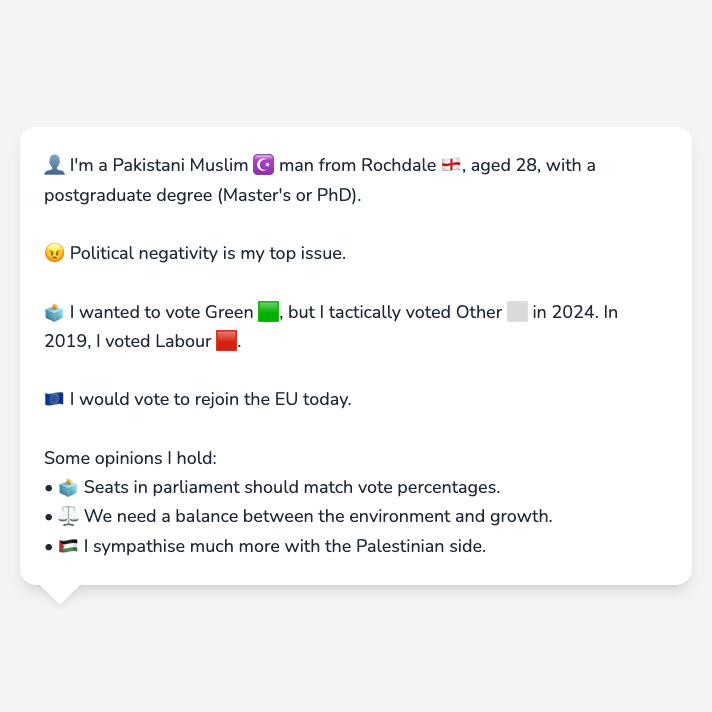 👤 I'm a Pakistani Muslim ☪️ man from Rochdale 🏴󠁧󠁢󠁥󠁮󠁧󠁿, aged 28, with a
postgraduate degree (Master's or PhD).
😠 Political negativity is my top issue.
🗳️ I wanted to vote Green 🟩, but I tactically voted Other ⬜ in 2024. In
2019, I voted Labour 🟥.
🇪🇺 I would vote to rejoin the EU today.
Some opinions I hold:
• 🗳️ Seats in parliament should match vote percentages.
• ⚖️ We need a balance between the environment and growth.
• 🇵🇸 I sympathise much more with the Palestinian side.